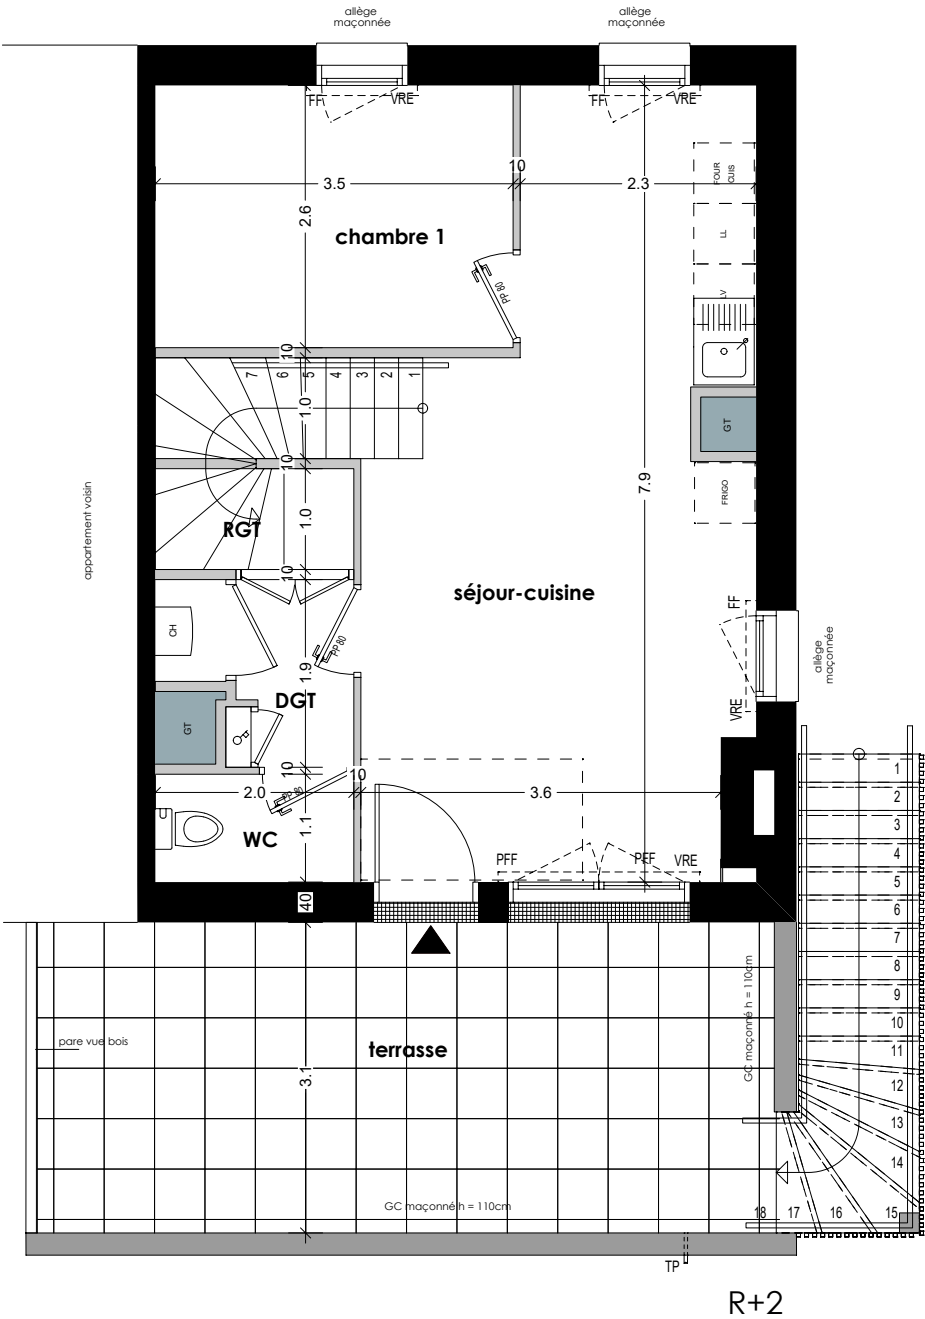 allège
maçonnée
allège
maçonnée
FF
VRE
FF
VRE
10
3.5
2.3
2.6
chambre 1
FOUR
CUIS
LL
LV
PP 80
10
7
6
5
4
3
2
1
1.0
GT
10
7.9
FRIGO
appartement voisin
RGT
1.0
10
séjour-cuisine
FF
allège
maçonnée
VRE
CH
PP 80
1.9
DGT
GT
10
10
2.0
PP 80
3.6
1.1
WC
PFF
PFF
VRE
40
1
2
3
4
5
6
7
8
9
10
11
12
13
14
15
16
17
18
GC maçonné h = 110cm
pare vue bois
terrasse
3.1
GC maçonné h = 110cm
TP
R+2